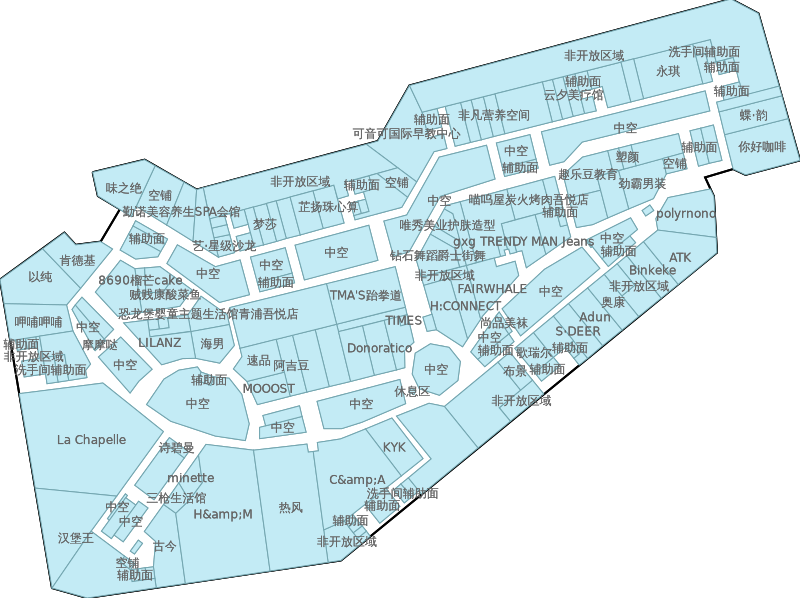 非开放区域
洗手间辅助面
辅助面
永琪
辅助面
云夕美疗馆
辅助面
蝶·韵
辅助面
非凡营养空间
中空
可音可国际早教中心
你好咖啡
辅助面
中空
塑颜
辅助面
空铺
趣乐豆教育
劲霸男装
味之绝
空铺
非开放区域
辅助面
空铺
芷扬珠心算
中空
喵呜屋炭火烤肉吾悦店
辅助面
polyrnond
勤诺美容养生SPA会馆
梦莎
唯秀美业护肤造型
辅助面
艺·星级沙龙
中空
gxg TRENDY MAN Jeans
中空
辅助面
钻石舞蹈爵士街舞
ATK
肯德基
中空
中空
Binkeke
以纯
8690榴芒cake
辅助面
非开放区域
非开放区域
贼贱康酸菜鱼
TMA'S跆拳道
FAIRWHALE
中空
奥康
H:CONNECT
恐龙堡婴童主题生活馆青浦吾悦店
Adun
呷哺呷哺
中空
TIMES
尚品美袜
S·DEER
辅助面
摩摩哒
LILANZ
海男
Donoratico
中空
辅助面
歌瑞尔
辅助面
非开放区域
速品
阿吉豆
中空
洗手间辅助面
中空
布景
辅助面
辅助面
MOOOST
休息区
中空
中空
非开放区域
中空
La Chapelle
诗碧曼
KYK
minette
C&amp;A
三枪生活馆
洗手间辅助面
中空
辅助面
H&amp;M
热风
中空
辅助面
汉堡王
古今
非开放区域
空铺
辅助面